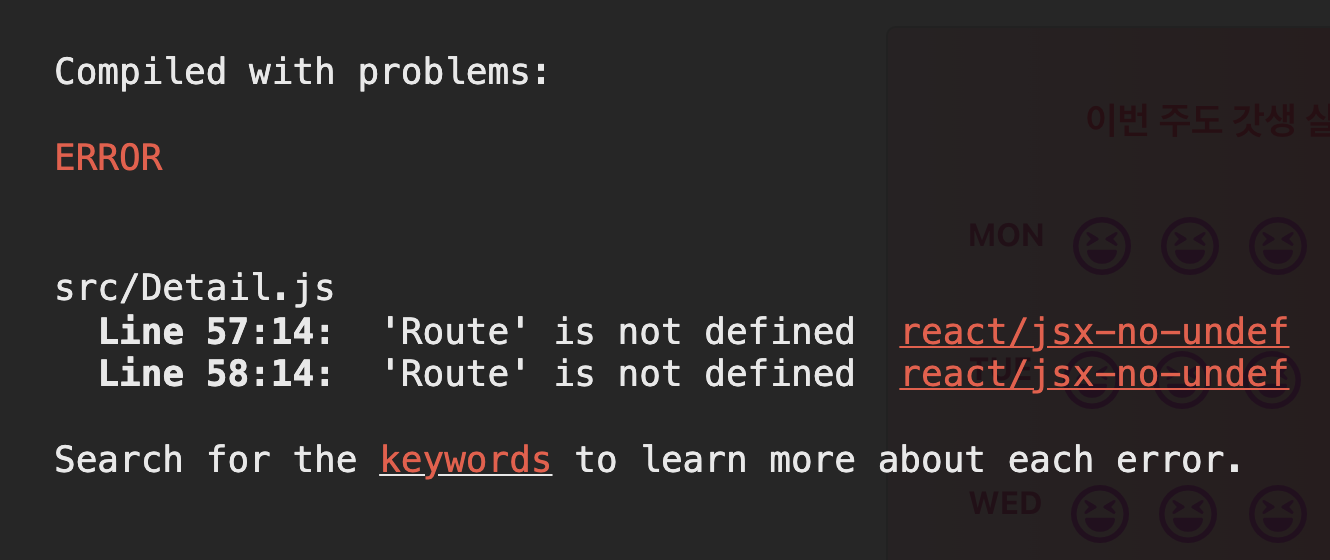 Compiled with problems:
이번 주도 갓생 실
ERROR
MON
src/Detail.js
Line 57:14: 'Route' is not defined react/jsx-no-undef
TUE
Line 58:14: 'Route' is not defined react/jsx-no-undef
Search for the keywords to learn more about each error.
WED